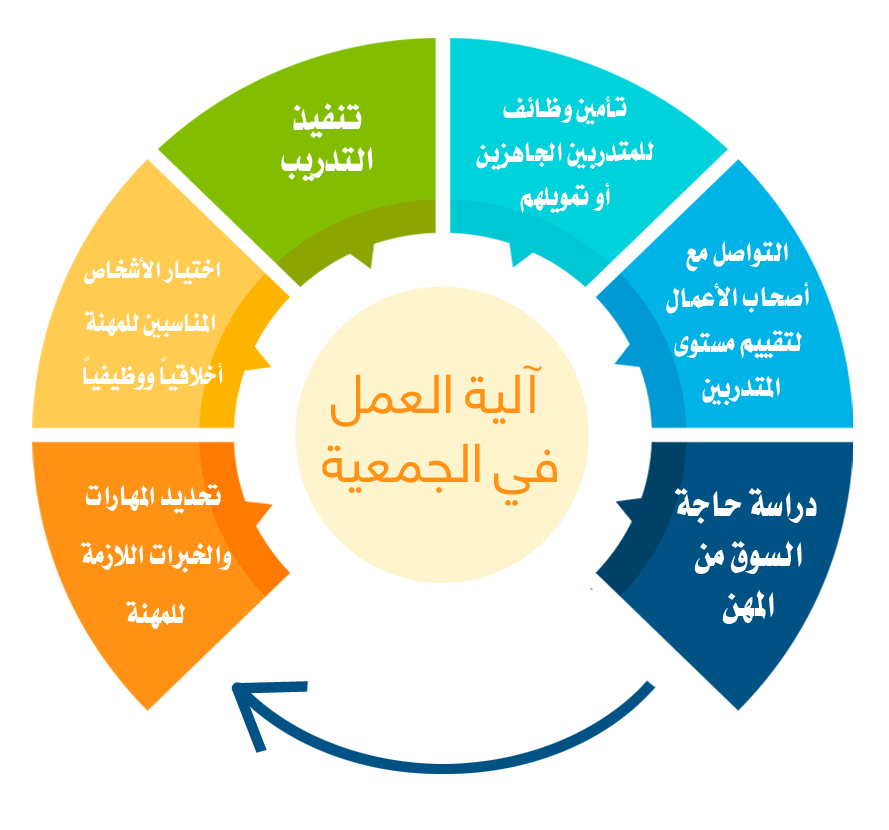 آلية العمل
في الجمعية
دراسة حاجة
السوق من
المهن
تحديد المهارات
والخبرات اللازمة
للمهنة
اختيار الأشخاص
المناسبين للمهنة
أخلاقياً ووظيفياً
تنفيذ
التدريب
تأمين وظائف
للمتدربين الجاهزين
أو تمويلهم
التواصل مع
أصحاب الأعمال
لتقييم مستوى
المتدربين